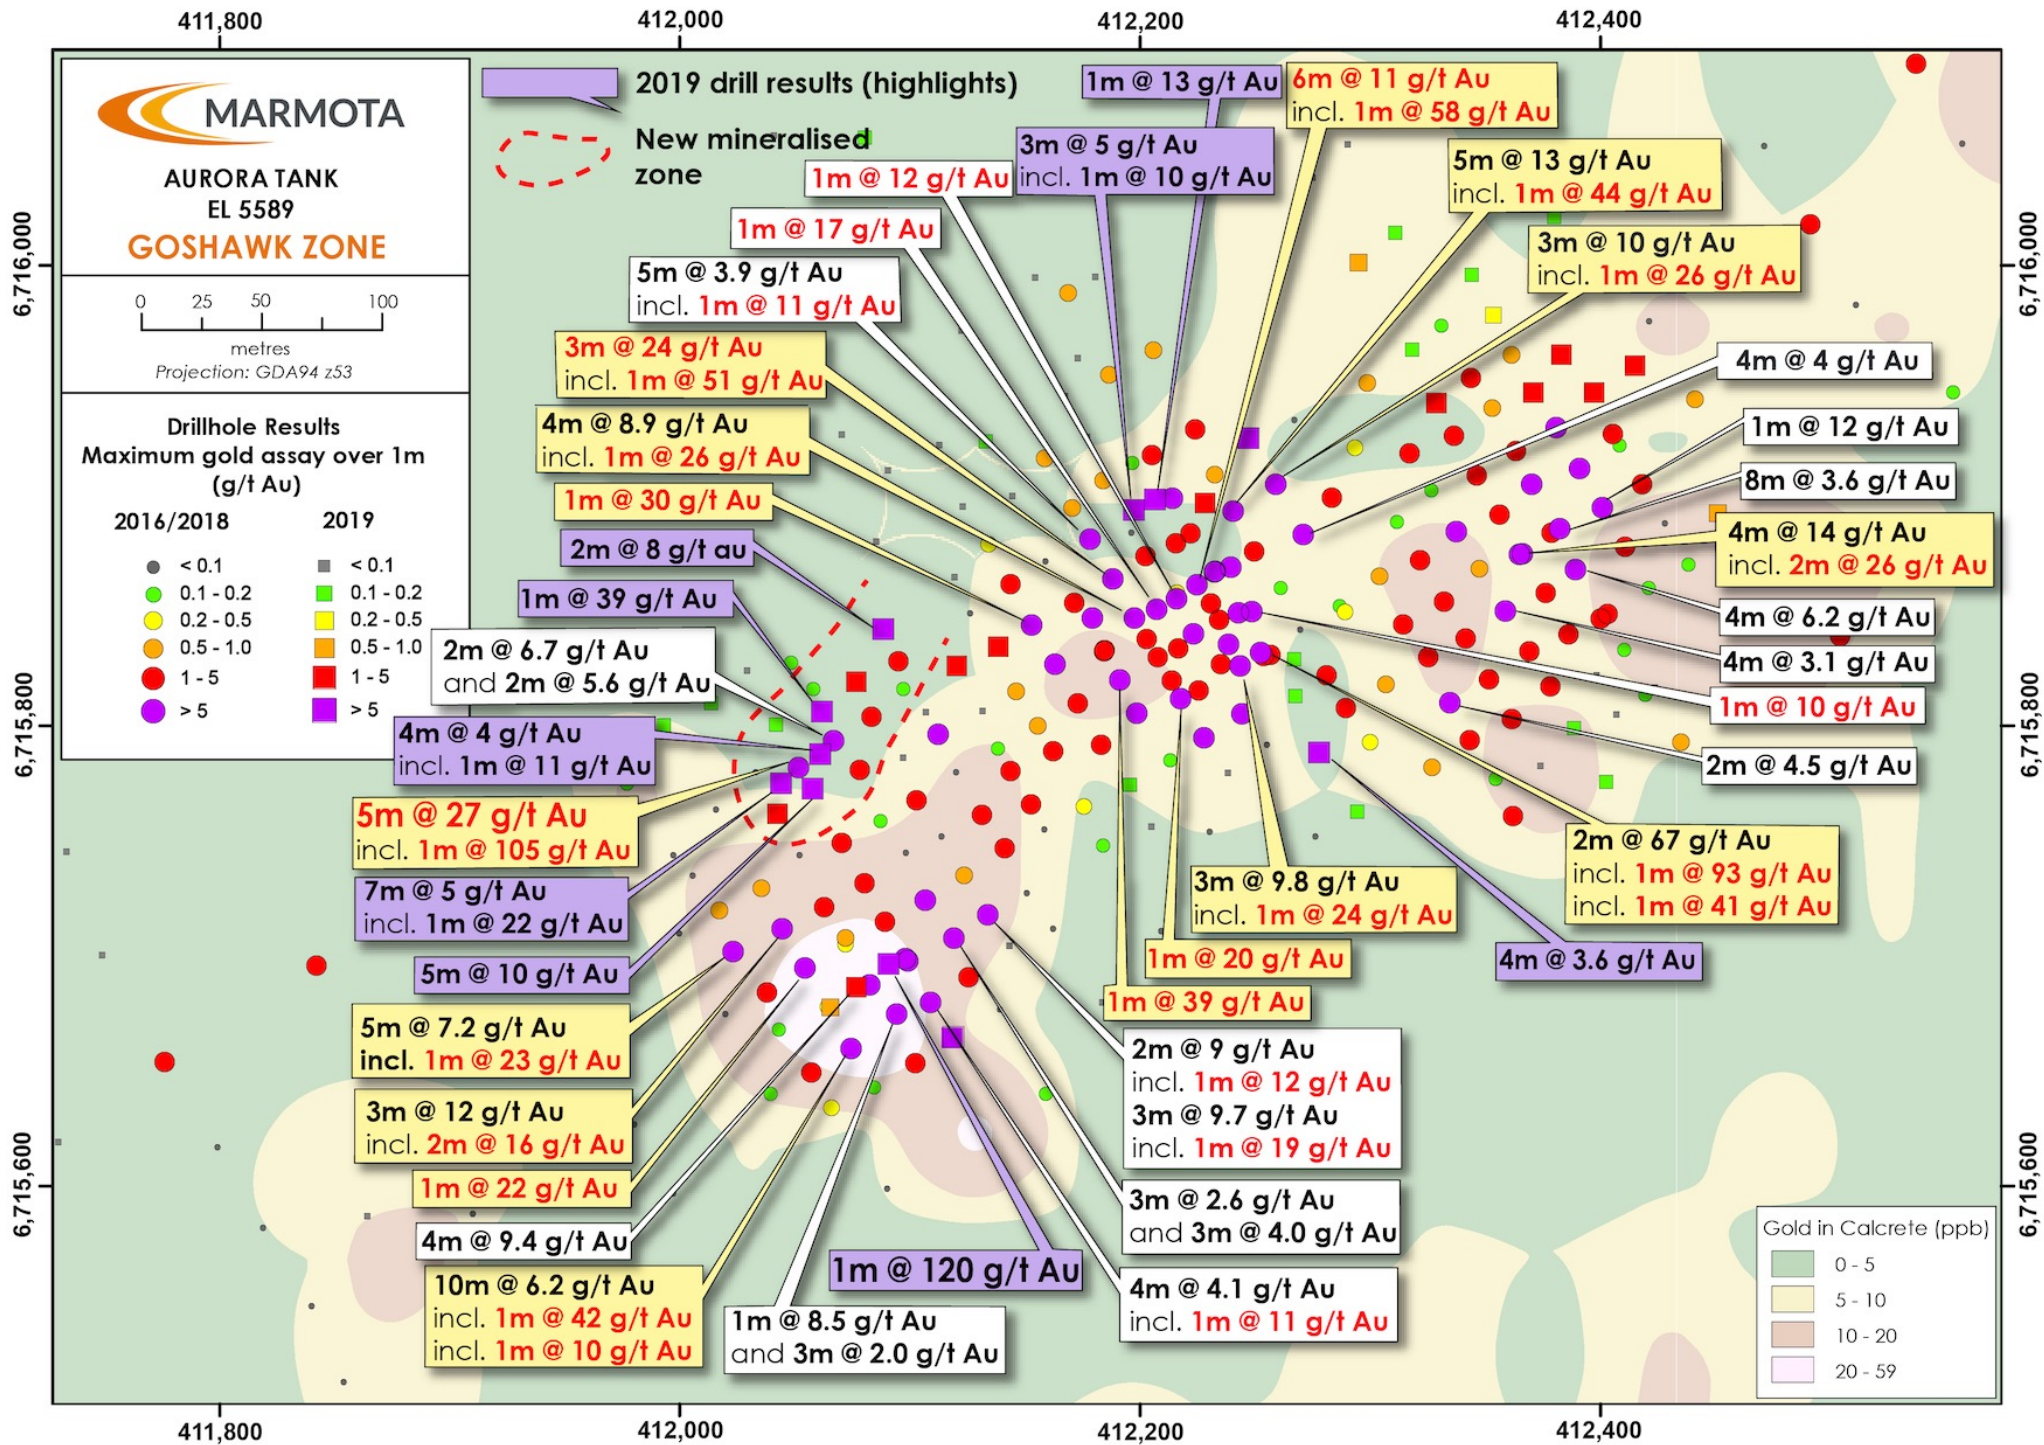 411,800
412,000
412,200
412,400
MARMOTA
AURORA TANK
EL 5589
GOSHAWK ZONE
0 25 50 100
metres
Projection: GDA94 z53
Drillhole Results
Maximum gold assay over 1m
(g/t Au)
2016/2018 2019
< 0.1 < 0.1
0.1 - 0.2 0.1 - 0.2
0.2 - 0.5 0.2 - 0.5
0.5 - 1.0 0.5 - 1.0
1 - 5 1 - 5
> 5 > 5
2019 drill results (highlights)
New mineralised
zone
1m @ 13 g/t Au
6m @ 11 g/t Au
incl. 1m @ 58 g/t Au
3m @ 5 g/t Au
incl. 1m @ 10 g/t Au
5m @ 13 g/t Au
incl. 1m @ 44 g/t Au
1m @ 12 g/t Au
1m @ 17 g/t Au
3m @ 10 g/t Au
incl. 1m @ 26 g/t Au
5m @ 3.9 g/t Au
incl. 1m @ 11 g/t Au
3m @ 24 g/t Au
incl. 1m @ 51 g/t Au
4m @ 8.9 g/t Au
incl. 1m @ 26 g/t Au
1m @ 30 g/t Au
2m @ 8 g/t au
1m @ 39 g/t Au
2m @ 6.7 g/t Au
and 2m @ 5.6 g/t Au
4m @ 4 g/t Au
incl. 1m @ 11 g/t Au
5m @ 27 g/t Au
incl. 1m @ 105 g/t Au
7m @ 5 g/t Au
incl. 1m @ 22 g/t Au
5m @ 10 g/t Au
5m @ 7.2 g/t Au
incl. 1m @ 23 g/t Au
3m @ 12 g/t Au
incl. 2m @ 16 g/t Au
1m @ 22 g/t Au
4m @ 9.4 g/t Au
10m @ 6.2 g/t Au
incl. 1m @ 42 g/t Au
incl. 1m @ 10 g/t Au
1m @ 8.5 g/t Au
and 3m @ 2.0 g/t Au
1m @ 120 g/t Au
4m @ 4 g/t Au
1m @ 12 g/t Au
8m @ 3.6 g/t Au
4m @ 14 g/t Au
incl. 2m @ 26 g/t Au
4m @ 6.2 g/t Au
4m @ 3.1 g/t Au
1m @ 10 g/t Au
2m @ 4.5 g/t Au
2m @ 67 g/t Au
incl. 1m @ 93 g/t Au
incl. 1m @ 41 g/t Au
3m @ 9.8 g/t Au
incl. 1m @ 24 g/t Au
4m @ 3.6 g/t Au
1m @ 20 g/t Au
1m @ 39 g/t Au
2m @ 9 g/t Au
incl. 1m @ 12 g/t Au
3m @ 9.7 g/t Au
incl. 1m @ 19 g/t Au
3m @ 2.6 g/t Au
and 3m @ 4.0 g/t Au
4m @ 4.1 g/t Au
incl. 1m @ 11 g/t Au
Gold in Calcrete (ppb)
0 - 5
5 - 10
10 - 20
20 - 59
6,716,000
6,715,800
6,715,600
6,716,000
6,715,800
6,715,600
411,800
412,000
412,200
412,400